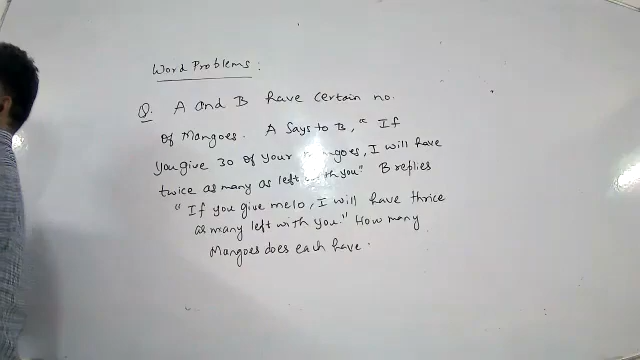 Word Problems:
Q. A and B have certain no.
of Mangoes. A says to B, "If
you give 30 of your Mangoes, I will have
twice as many as left with you" B replies
"If you give me 10, I will have thrice
as many left with you." How many
Mangoes does each have.